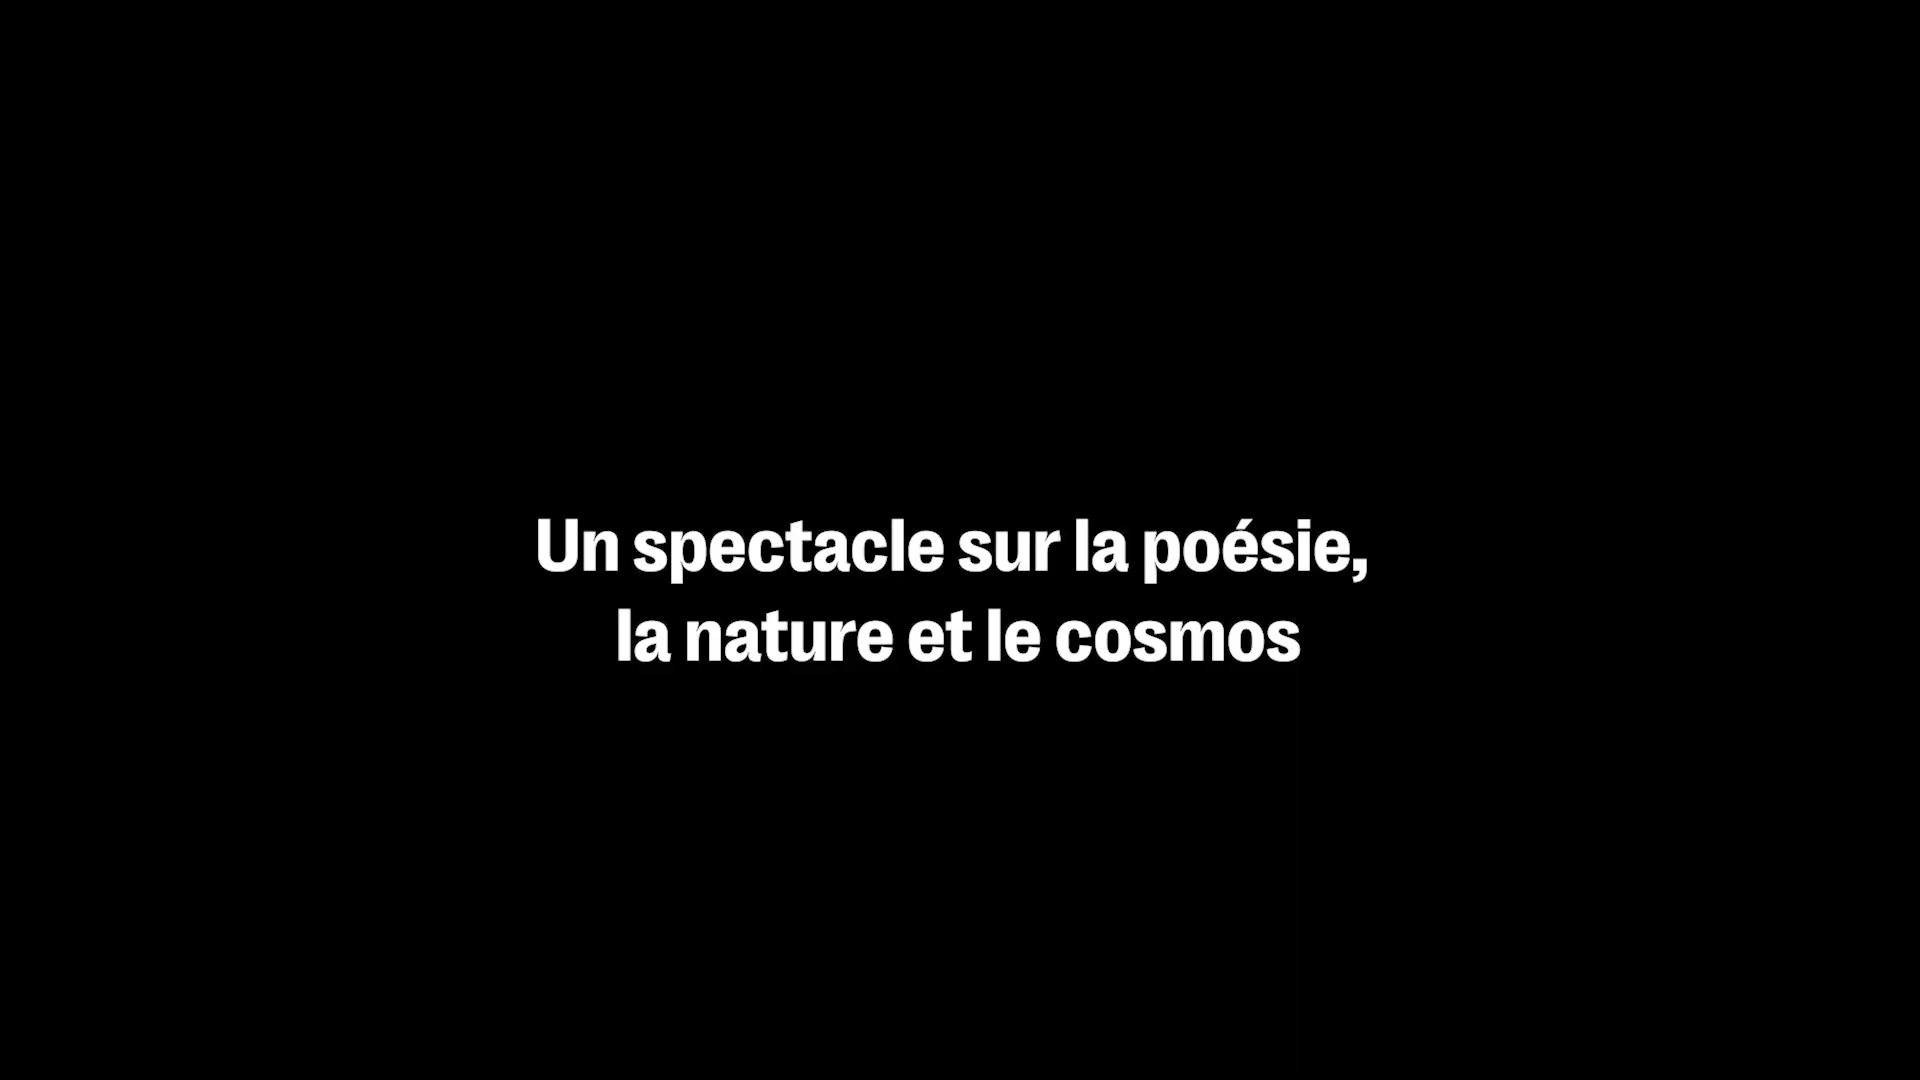 Un spectacle sur la poésie,
la nature et le cosmos